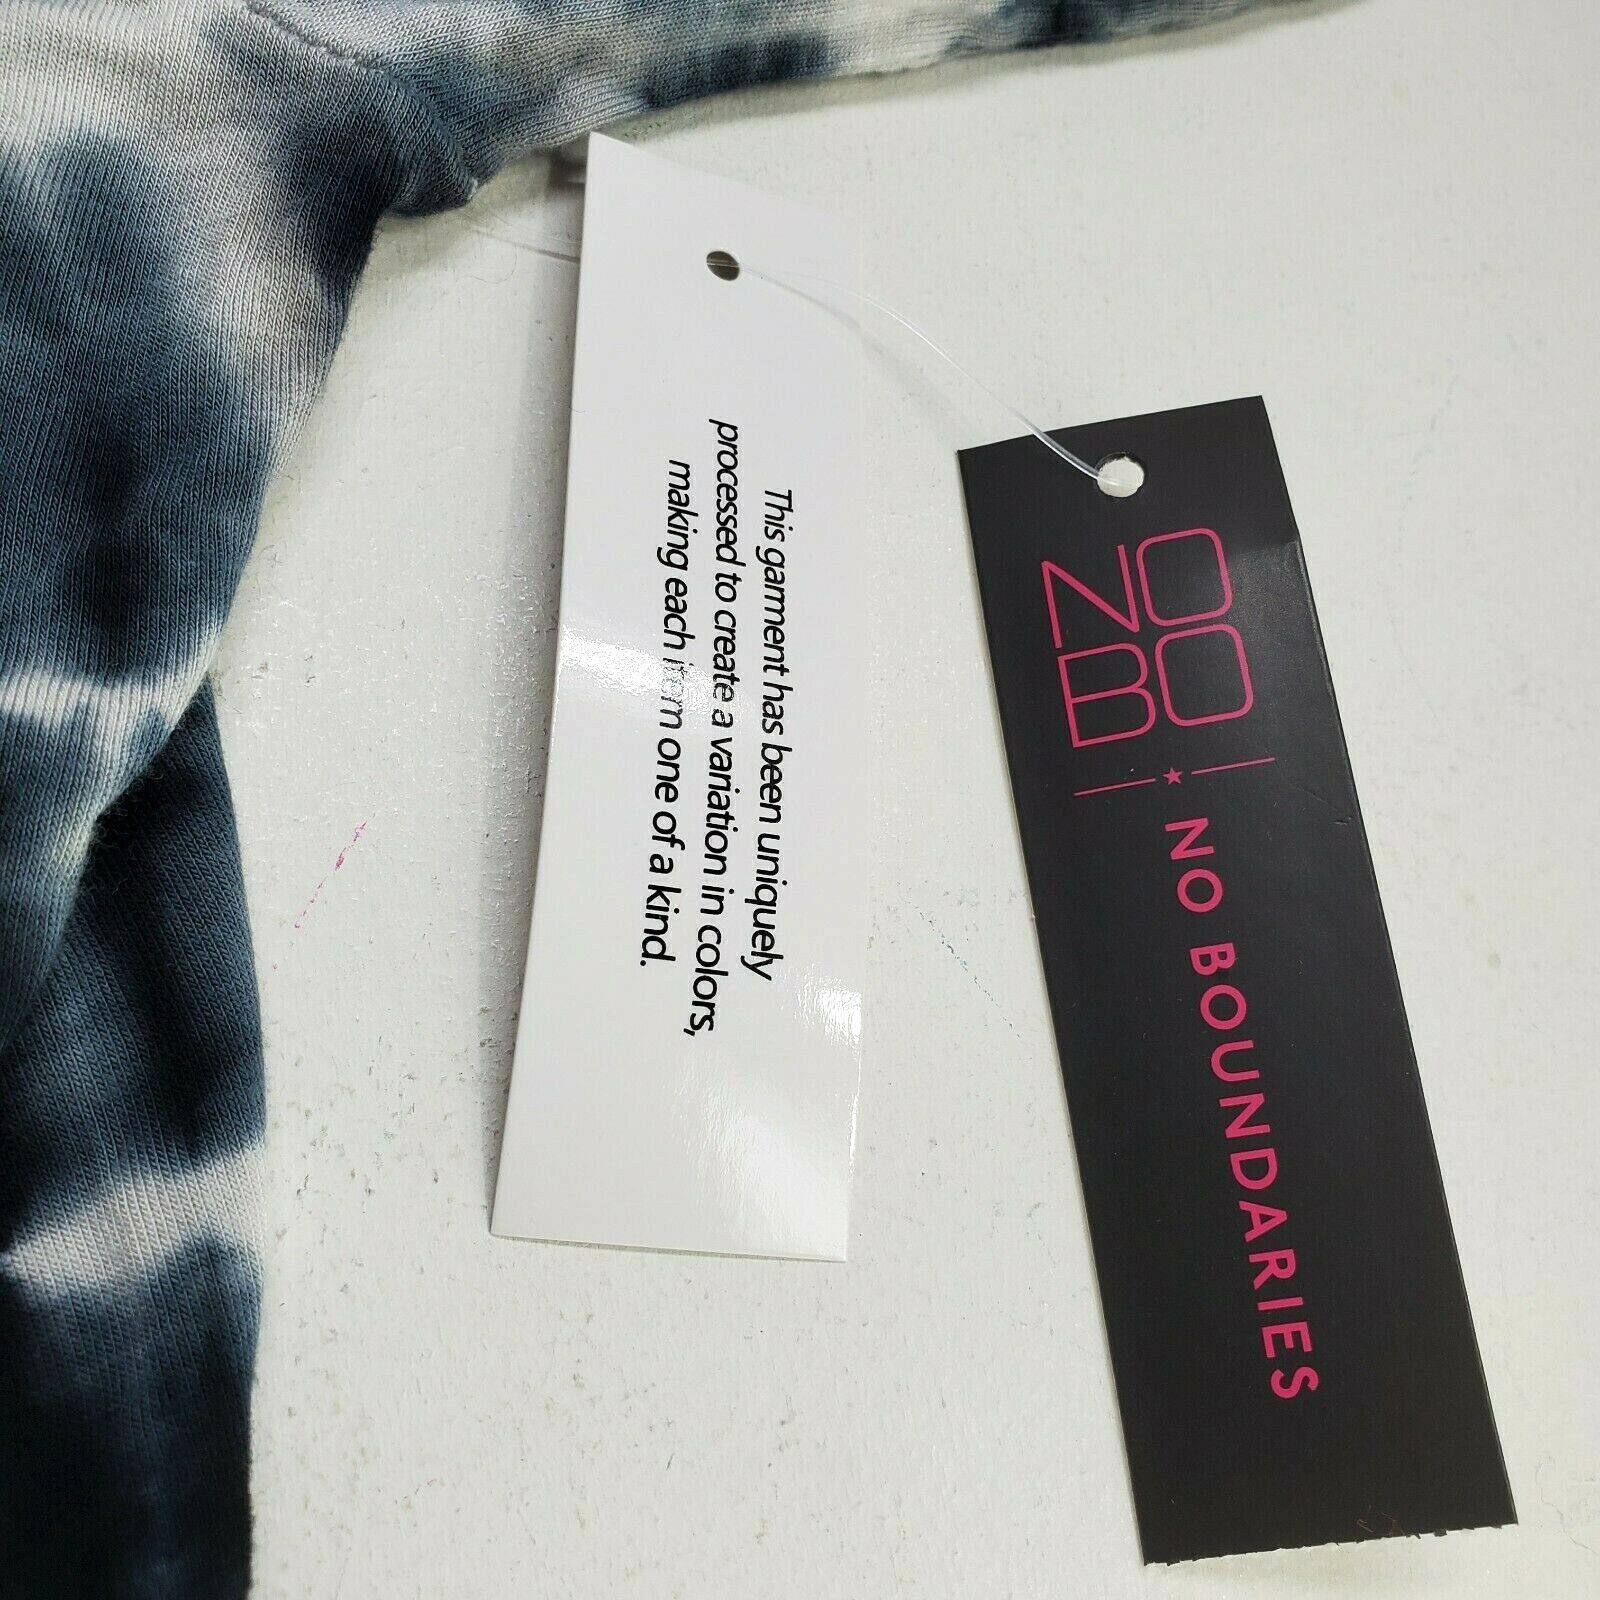 This garment has been uniquely
processed to create a variation in colors,
making each item one of a kind.
NO
BO
NO BOUNDARIES